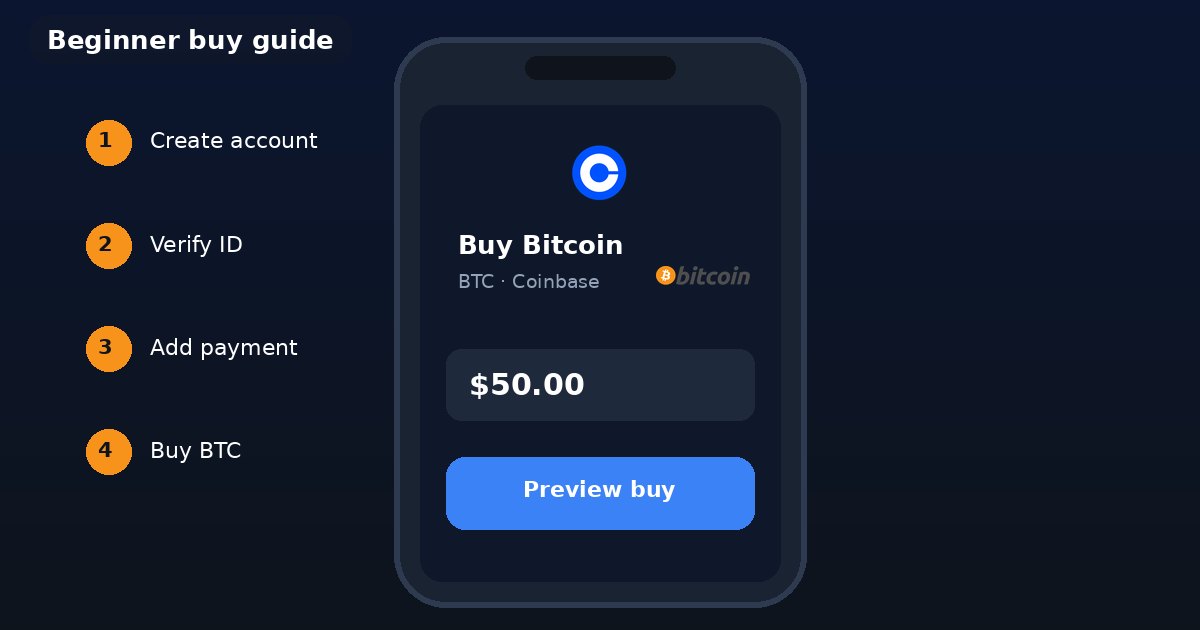 Beginner buy guide
1 Create account
2 Verify ID
3 Add payment
4 Buy BTC
Buy Bitcoin
BTC · Coinbase
bitcoin
$50.00
Preview buy